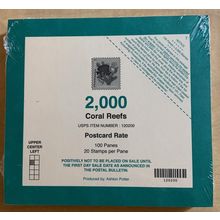 2,000
Coral Reefs
USPS ITEM NUMBER : 120200
Postcard Rate
100 Panes
20 Stamps per Pane
UPPER
CENTER
LEFT
POSITIVELY NOT TO BE PLACED ON SALE UNTIL
THE FIRST DAY SALE DATE AS ANNOUNCED IN
THE POSTAL BULLETIN.
Produced by: Ashton Potter
120200